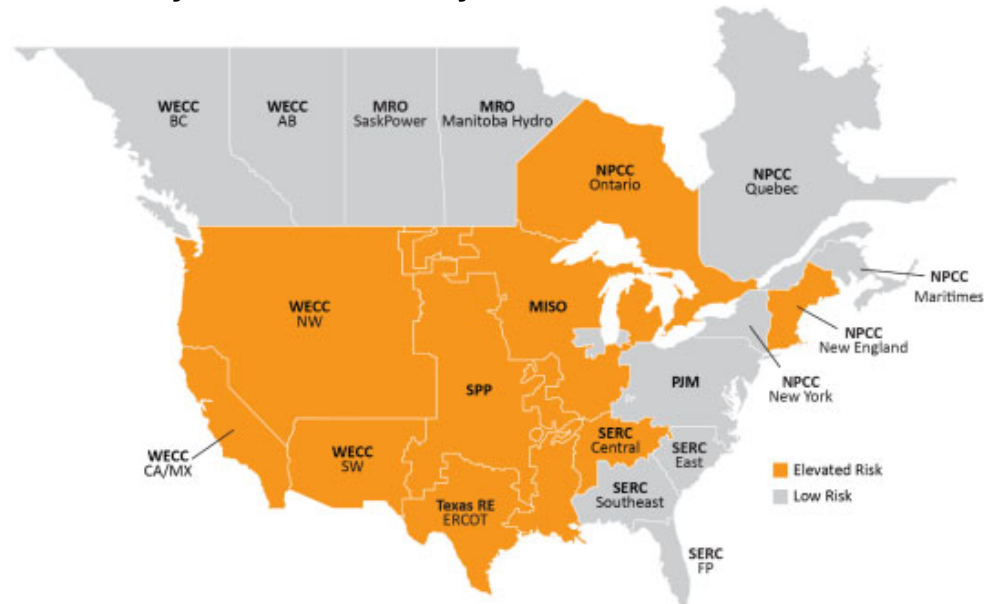 WECC
BC
WECC
AB
MRO
SaskPower
MRO
Manitoba Hydro
NPCC
Ontario
NPCC
Quebec
NPCC
Maritimes
WECC
NW
MISO
NPCC
New England
SPP
PJM
NPCC
New York
WECC
CA/MX
WECC
SW
SERC
Central
SERC
East
Elevated Risk
Low Risk
SERC
Southeast
Texas RE
ERCOT
SERC
FP